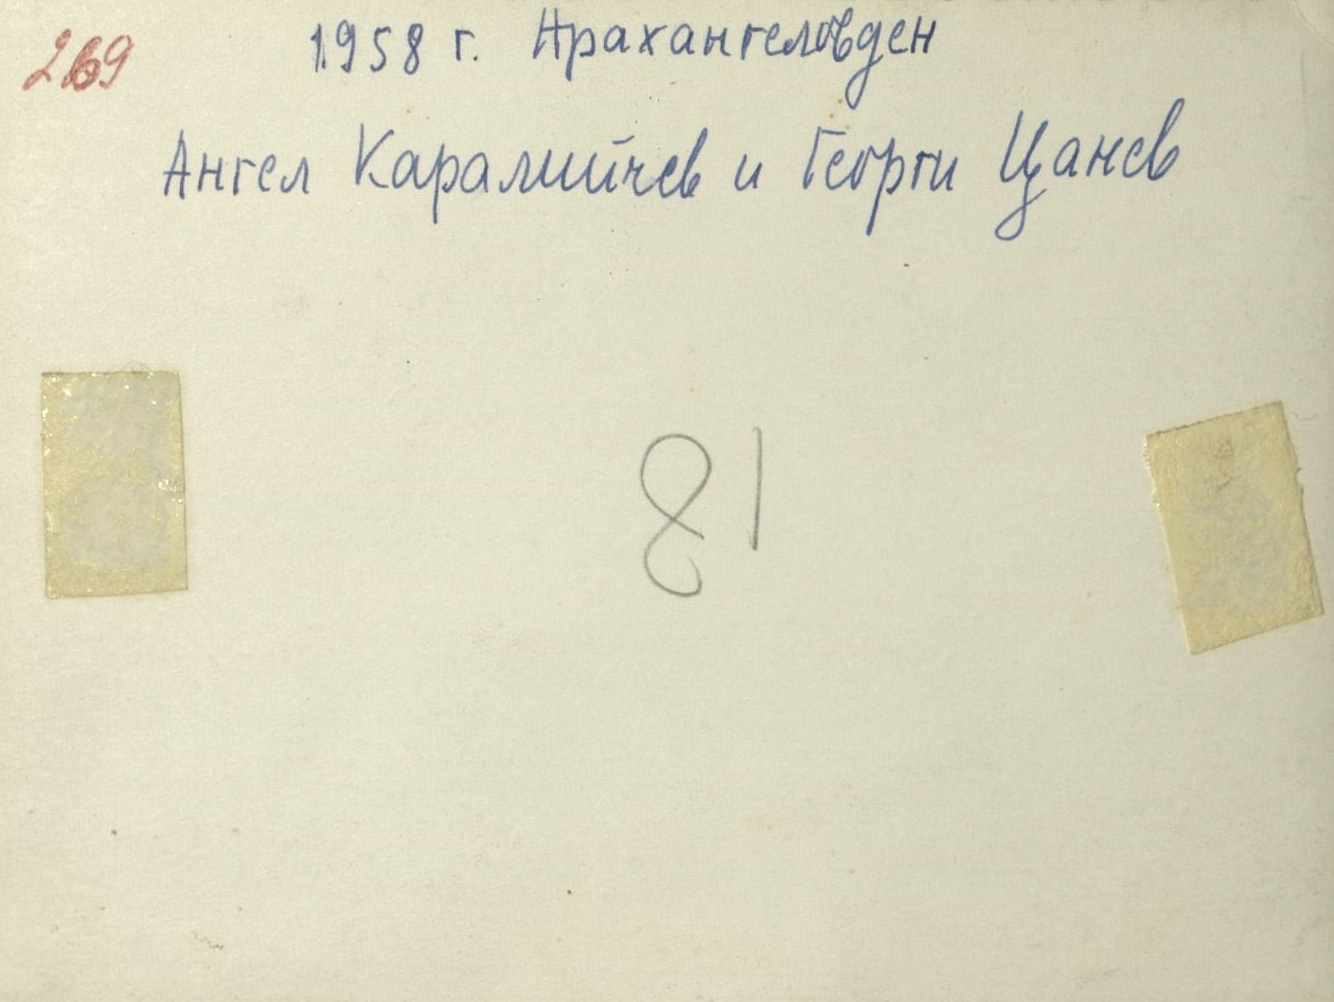 269
1958 г. Арахангеловден
Ангел Каралийчев и Георги Цанев
81